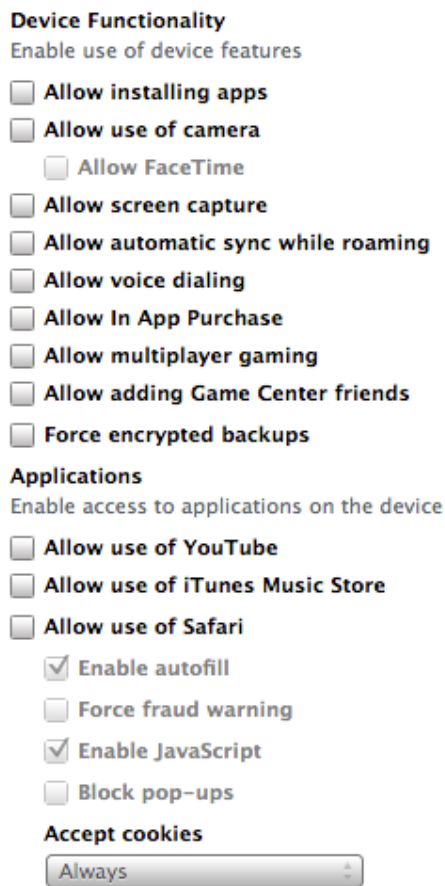 Device Functionality
Enable use of device features
Allow installing apps
Allow use of camera
Allow FaceTime
Allow screen capture
Allow automatic sync while roaming
Allow voice dialing
Allow In App Purchase
Allow multiplayer gaming
Allow adding Game Center friends
Force encrypted backups
Applications
Enable access to applications on the device
Allow use of YouTube
Allow use of iTunes Music Store
Allow use of Safari
Enable autofill
Force fraud warning
Enable JavaScript
Block pop-ups
Accept cookies
Always